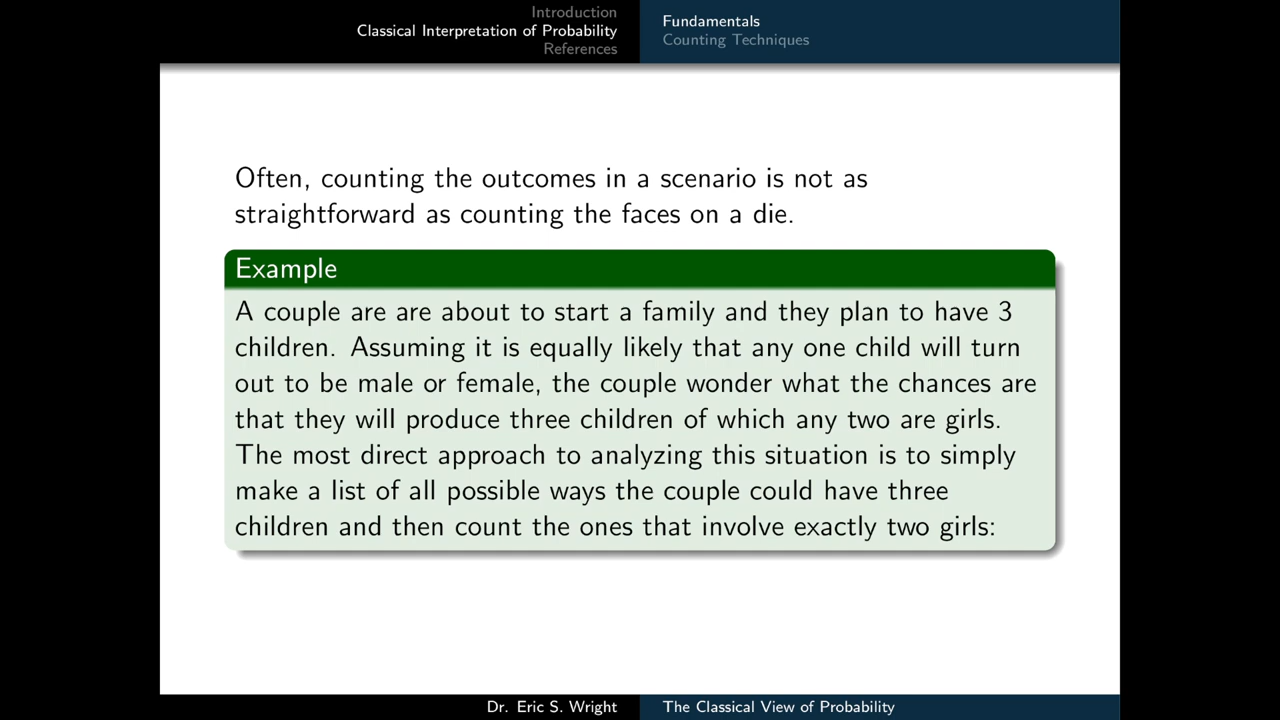 Introduction
Classical Interpretation of Probability
References
Fundamentals
Counting Techniques
Often, counting the outcomes in a scenario is not as
straightforward as counting the faces on a die.
Example
A couple are are about to start a family and they plan to have 3
children. Assuming it is equally likely that any one child will turn
out to be male or female, the couple wonder what the chances are
that they will produce three children of which any two are girls.
The most direct approach to analyzing this situation is to simply
make a list of all possible ways the couple could have three
children and then count the ones that involve exactly two girls:
Dr. Eric S. Wright
The Classical View of Probability